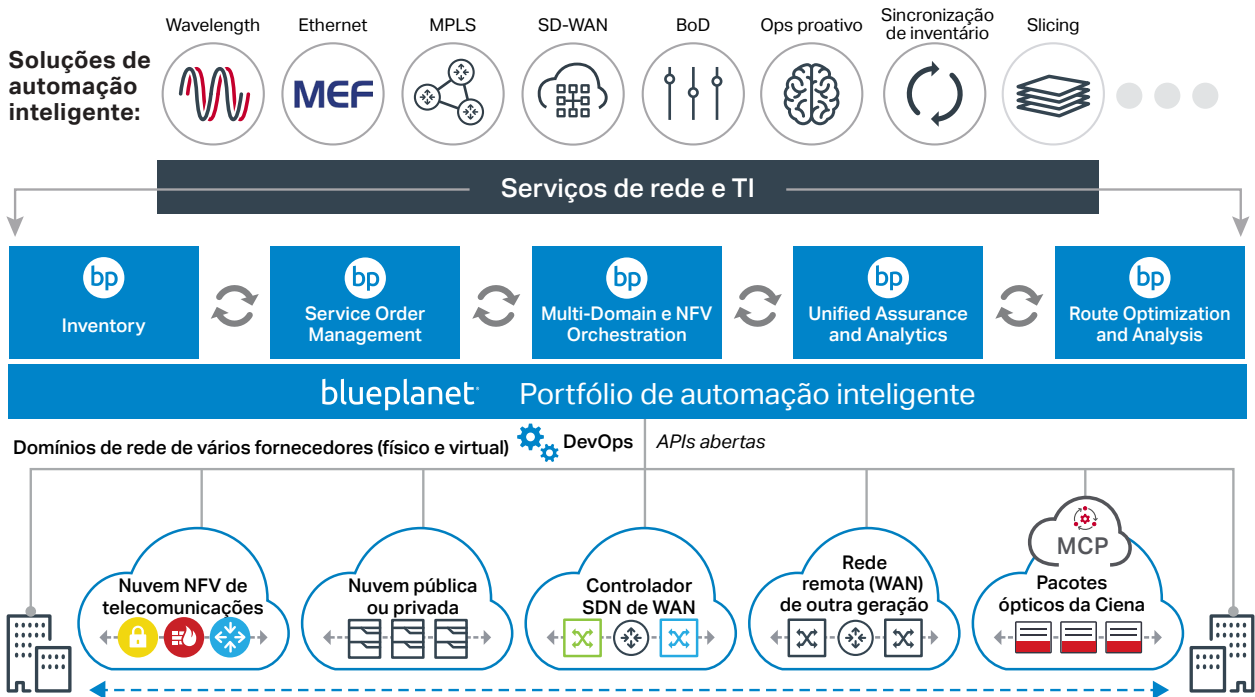 Wavelength
Ethernet
MPLS
SD-WAN
BoD
Ops proativo
Sincronização
de inventário
Slicing
Soluções de
automação
inteligente:
MEF
Serviços de rede e TI
bp
Inventory
bp
Service Order
Management
bp
Multi-Domain e NFV
Orchestration
bp
Unified Assurance
and Analytics
bp
Route Optimization
and Analysis
blueplanet Portfólio de automação inteligente
Domínios de rede de vários fornecedores (físico e virtual)
DevOps
APIs abertas
Nuvem NFV de
telecomunicações
Nuvem pública
ou privada
Controlador
SDN de WAN
Rede
remota (WAN)
de outra geração
MCP
Pacotes
ópticos da Ciena